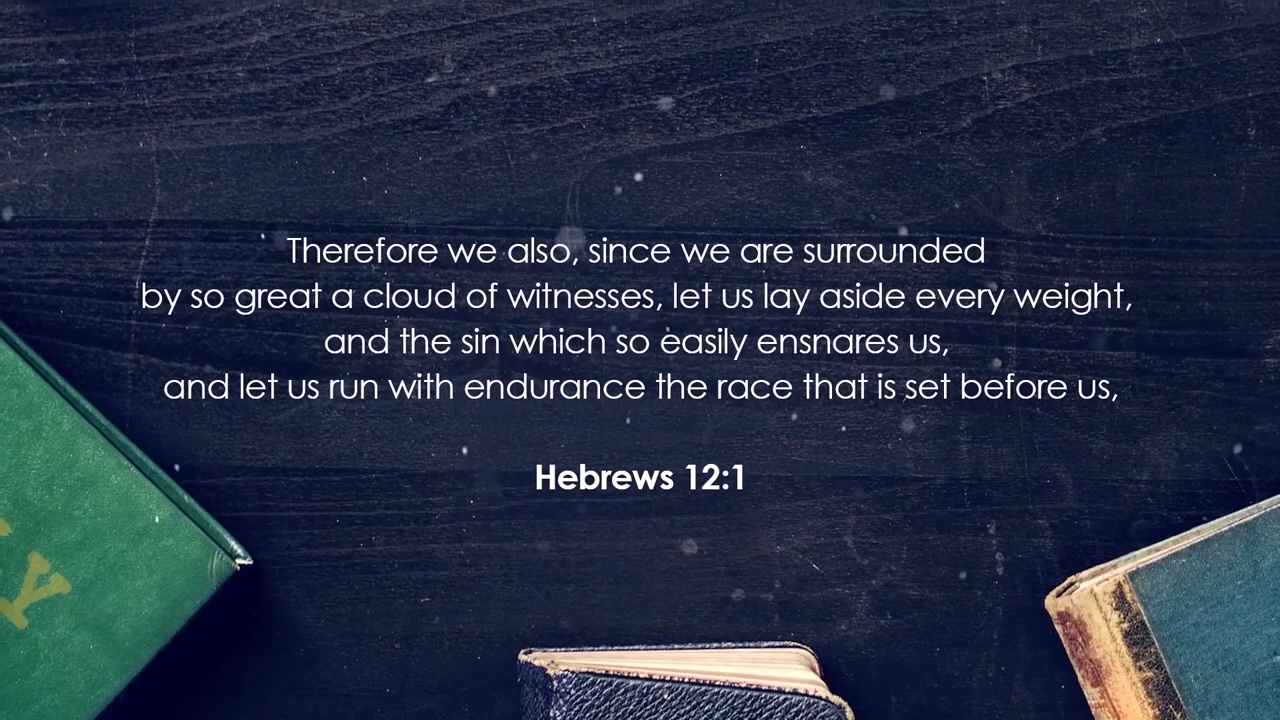 Therefore we also, since we are surrounded
by so great a cloud of witnesses, let us lay aside every weight,
and the sin which so easily ensnares us,
and let us run with endurance the race that is set before us,
Hebrews 12:1
y